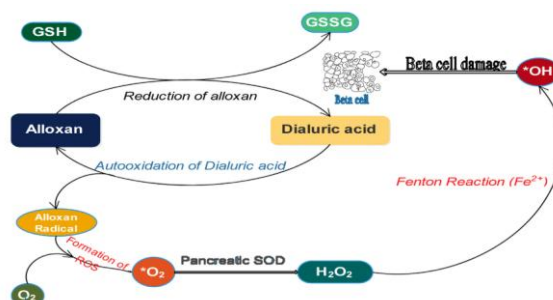 GSH
GSSG
Beta cell damage
*OH
Reduction of alloxan
Beta cell
Alloxan
Dialuric acid
Autooxidation of Dialuric acid
Fenton Reaction (Fe²⁺)
Alloxan
Radical
Formation of
ROS
*O₂
Pancreatic SOD
H₂O₂
O₂